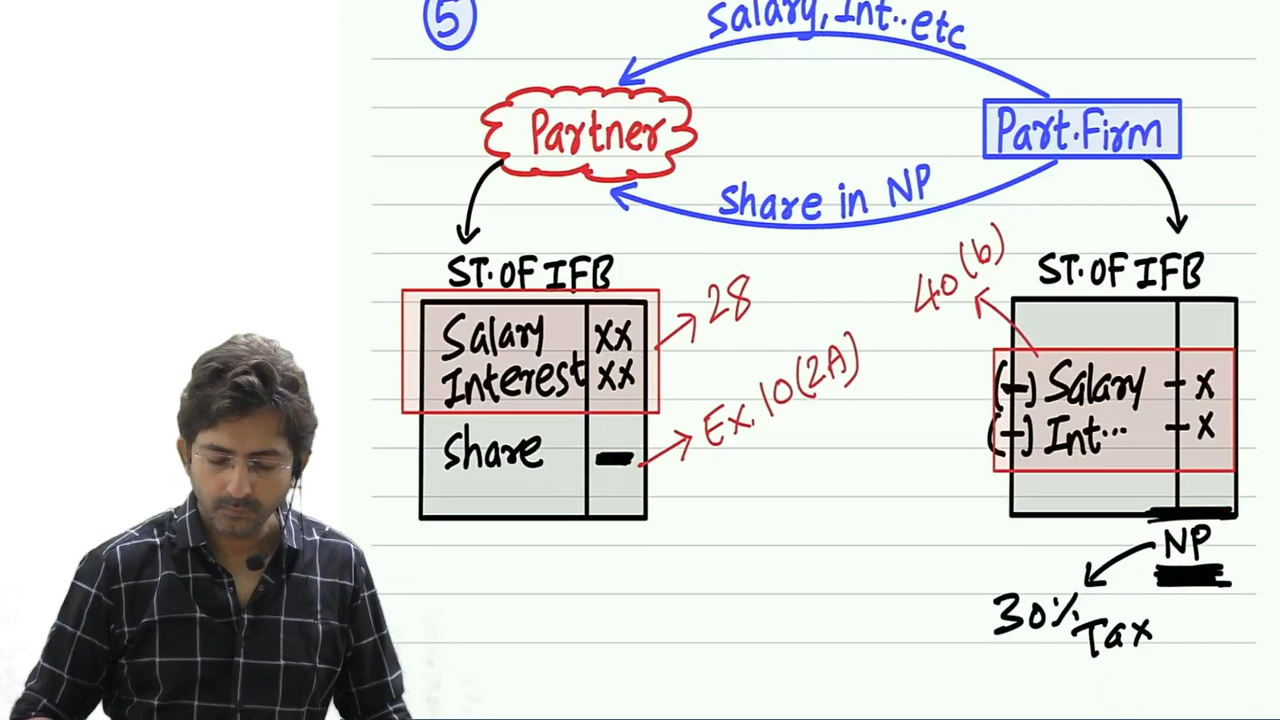 5
Salary, Int..etc
Partner
Part.Firm
Share in NP
ST. OF IFB
Salary xx
Interest xx
Share -
28
Ex. 10(2A)
40(b)
ST. OF IFB
(-) Salary - x
(-) Int... - x
NP
30% Tax